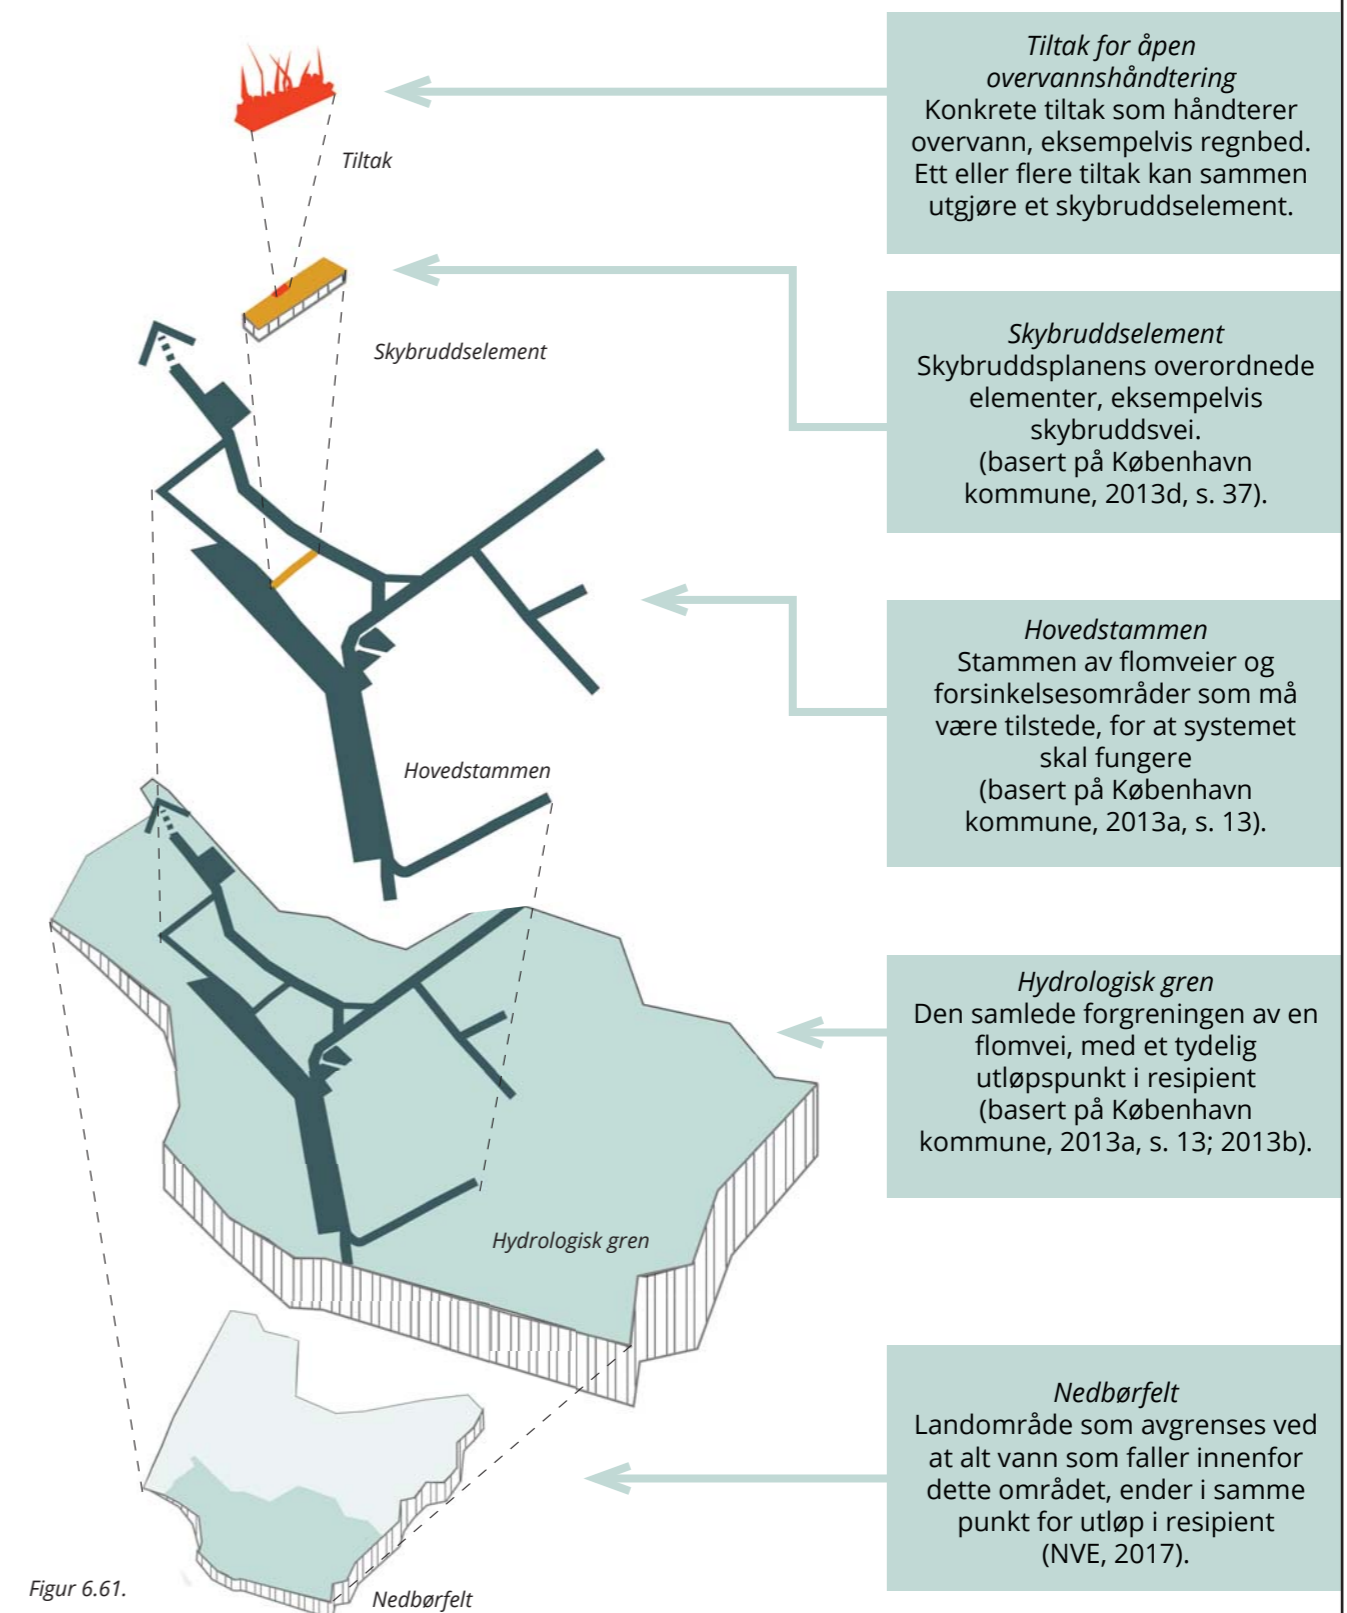 Tiltak for åpen
overvannshåndtering
Konkrete tiltak som håndterer
overvann, eksempelvis regnbed.
Ett eller flere tiltak kan sammen
utgjøre et skybruddselement.
Tiltak
Skybruddselement
Skybruddsplanens overordnede
elementer, eksempelvis
skybruddsvei.
(basert på København
kommune, 2013d, s. 37).
Skybruddselement
Hovedstammen
Stammen av flomveier og
forsinkelsesområder som må
være tilstede, for at systemet
skal fungere
(basert på København
kommune, 2013a, s. 13).
Hovedstammen
Hydrologisk gren
Den samlede forgreningen av en
flomvei, med et tydelig
utløpspunkt i resipient
(basert på København
kommune, 2013a, s. 13; 2013b).
Hydrologisk gren
Nedbørfelt
Landområde som avgrenses ved
at alt vann som faller innenfor
dette området, ender i samme
punkt for utløp i resipient
(NVE, 2017).
Figur 6.61.
Nedbørfelt